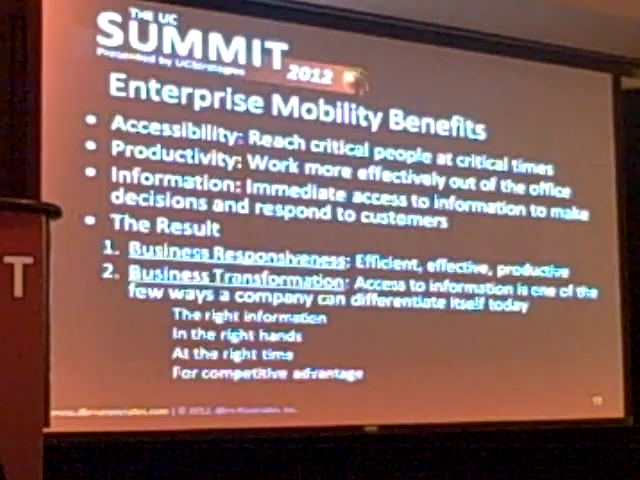 THE UC
SUMMIT
Presented by UCStrategies
2012
Enterprise Mobility Benefits
• Accessibility: Reach critical people at critical times
• Productivity: Work more effectively out of the office
• Information: Immediate access to information to make
decisions and respond to customers
• The Result
1. Business Responsiveness: Efficient, effective, productive
2. Business Transformation: Access to information is one of the
few ways a company can differentiate itself today
The right information
In the right hands
At the right time
For competitive advantage
© 2012,
T